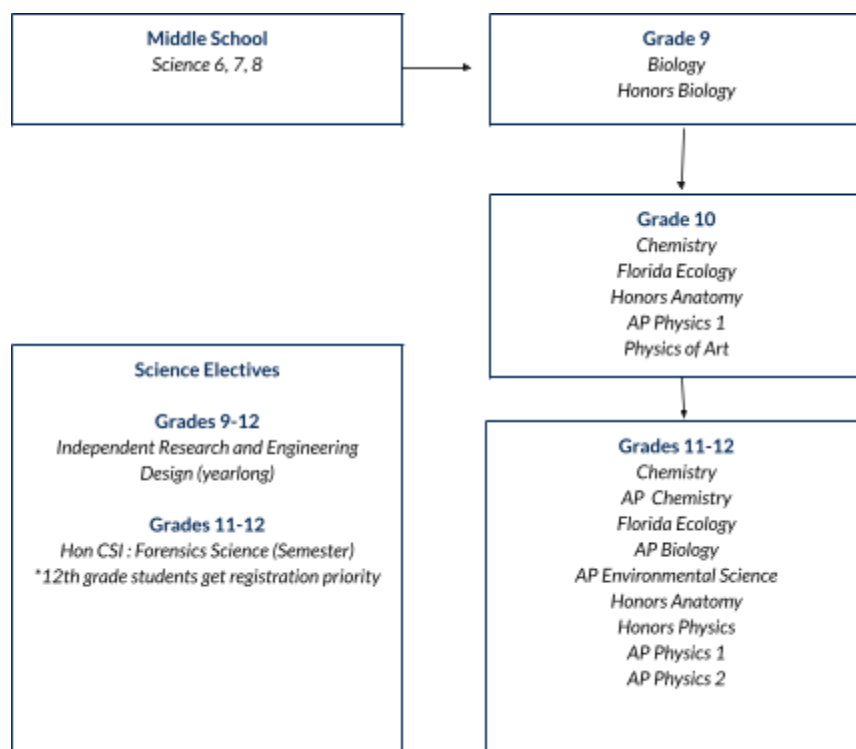 Middle School
Science 6, 7, 8
Grade 9
Biology
Honors Biology
Grade 10
Chemistry
Florida Ecology
Honors Anatomy
AP Physics 1
Physics of Art
Science Electives
Grades 9-12
Independent Research and Engineering
Design (yearlong)
Grades 11-12
Hon CSI : Forensics Science (Semester)
*12th grade students get registration priority
Grades 11-12
Chemistry
AP Chemistry
Florida Ecology
AP Biology
AP Environmental Science
Honors Anatomy
Honors Physics
AP Physics 1
AP Physics 2